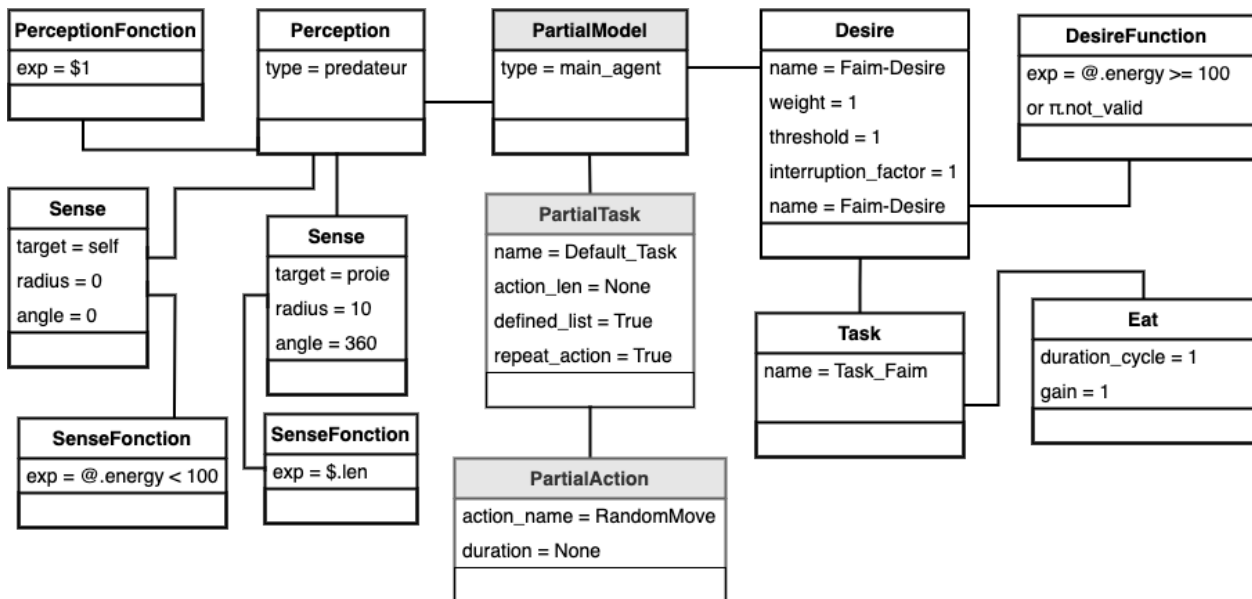 PerceptionFonction
exp = $1
Perception
type = predateur
PartialModel
type = main_agent
Desire
name = Faim-Desire
weight = 1
threshold = 1
interruption_factor = 1
name = Faim-Desire
DesireFunction
exp = @.energy >= 100
or π.not_valid
Sense
target = self
radius = 0
angle = 0
Sense
target = proie
radius = 10
angle = 360
PartialTask
name = Default_Task
action_len = None
defined_list = True
repeat_action = True
Task
name = Task_Faim
Eat
duration_cycle = 1
gain = 1
SenseFonction
exp = @.energy < 100
SenseFonction
exp = $.len
PartialAction
action_name = RandomMove
duration = None